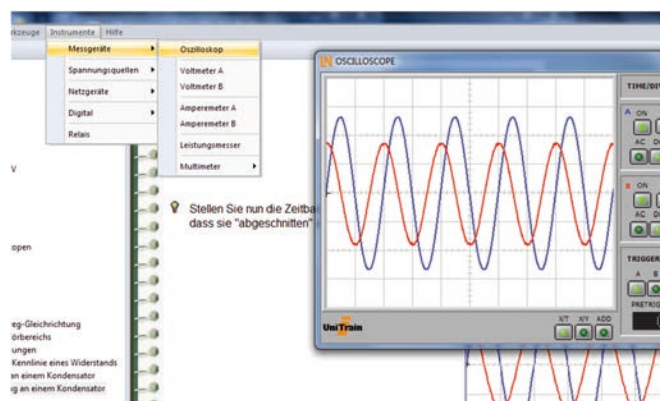 Instrumente Hilfe
Messgeräte
Oszilloskop
Spannungsquellen
Voltmeter A
Netzgeräte
Voltmeter B
Digital
Amperemeter A
Amperemeter B
Relais
Leistungsmesser
Multimeter
Stellen Sie nun die Zeitba
dass sie "abgeschnitten"
V
open
eg-Gleichrichtung
örbereichs
ungen
Kennlinie eines Widerstands
an einem Kondensator
g an einem Kondensator
OSCILLOSCOPE
TIME/DI
A ON
AC
B ON
AC
TRIGGER
A B
PRETRIG
UniTrain
X/T X/Y ADD